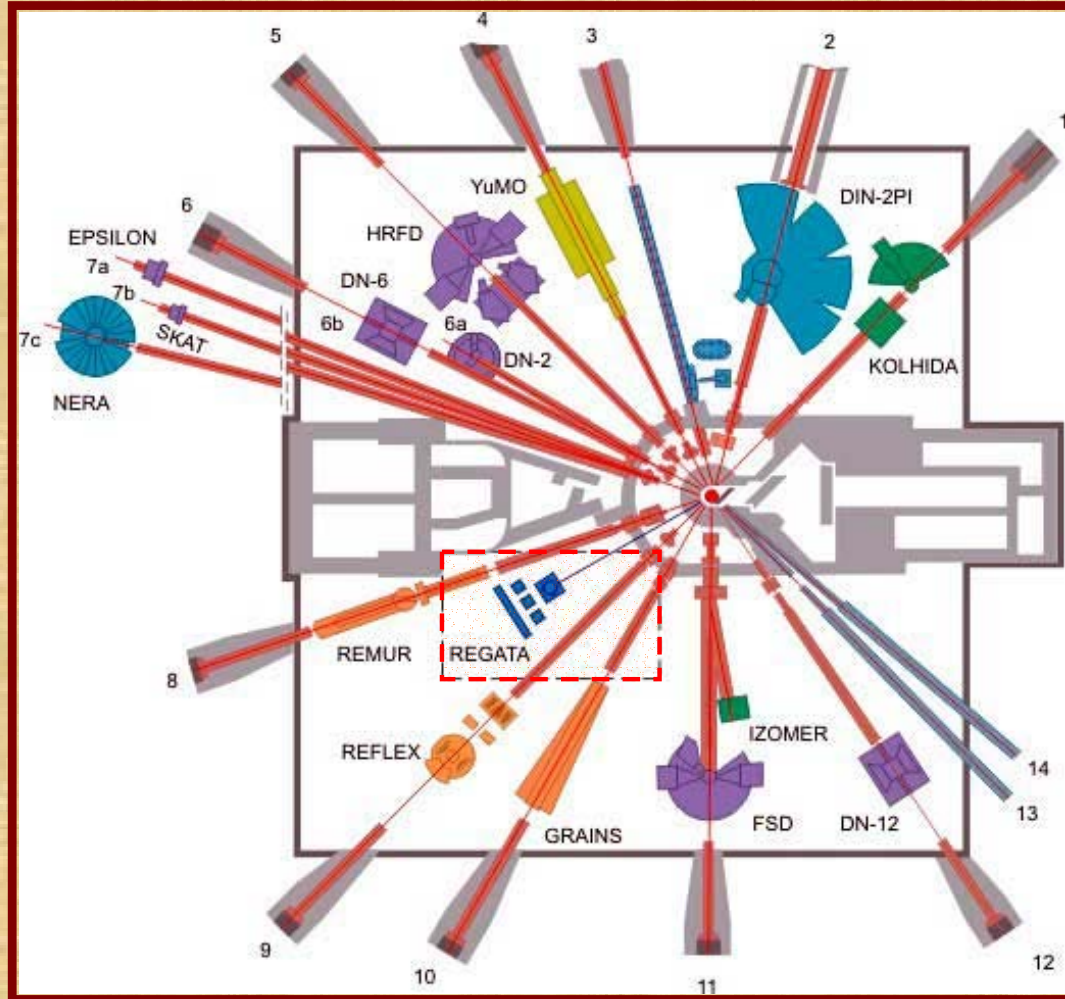 5
4
3
2
1
YuMO
DIN-2PI
6
HRFD
EPSILON
7a
DN-6
7b
6b
6a
7c
SKAT
DN-2
KOLHIDA
NERA
REMUR
REGATA
8
IZOMER
REFLEX
14
13
GRAINS
FSD
DN-12
9
10
11
12